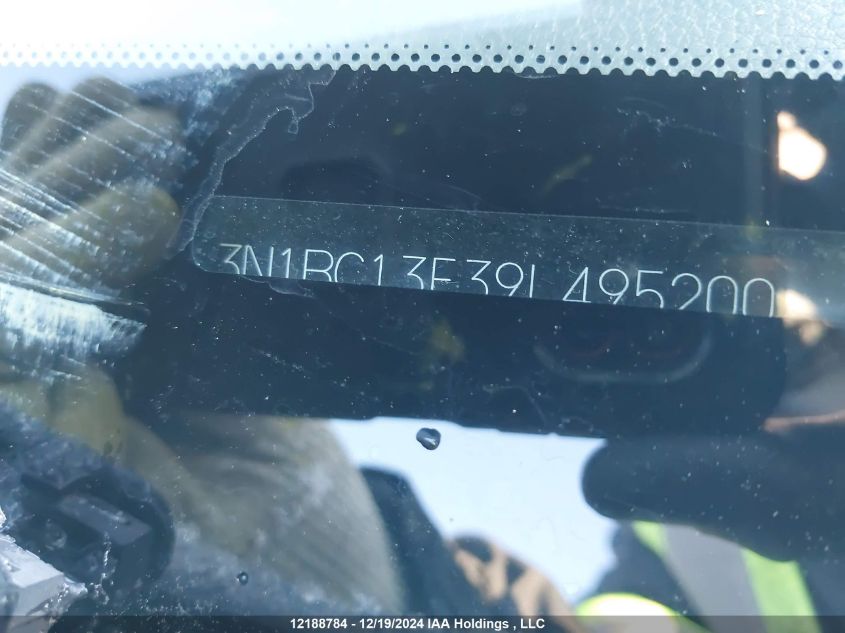 3N1BC13E39L495200
12188784 - 12/19/2024 IAA Holdings , LLC